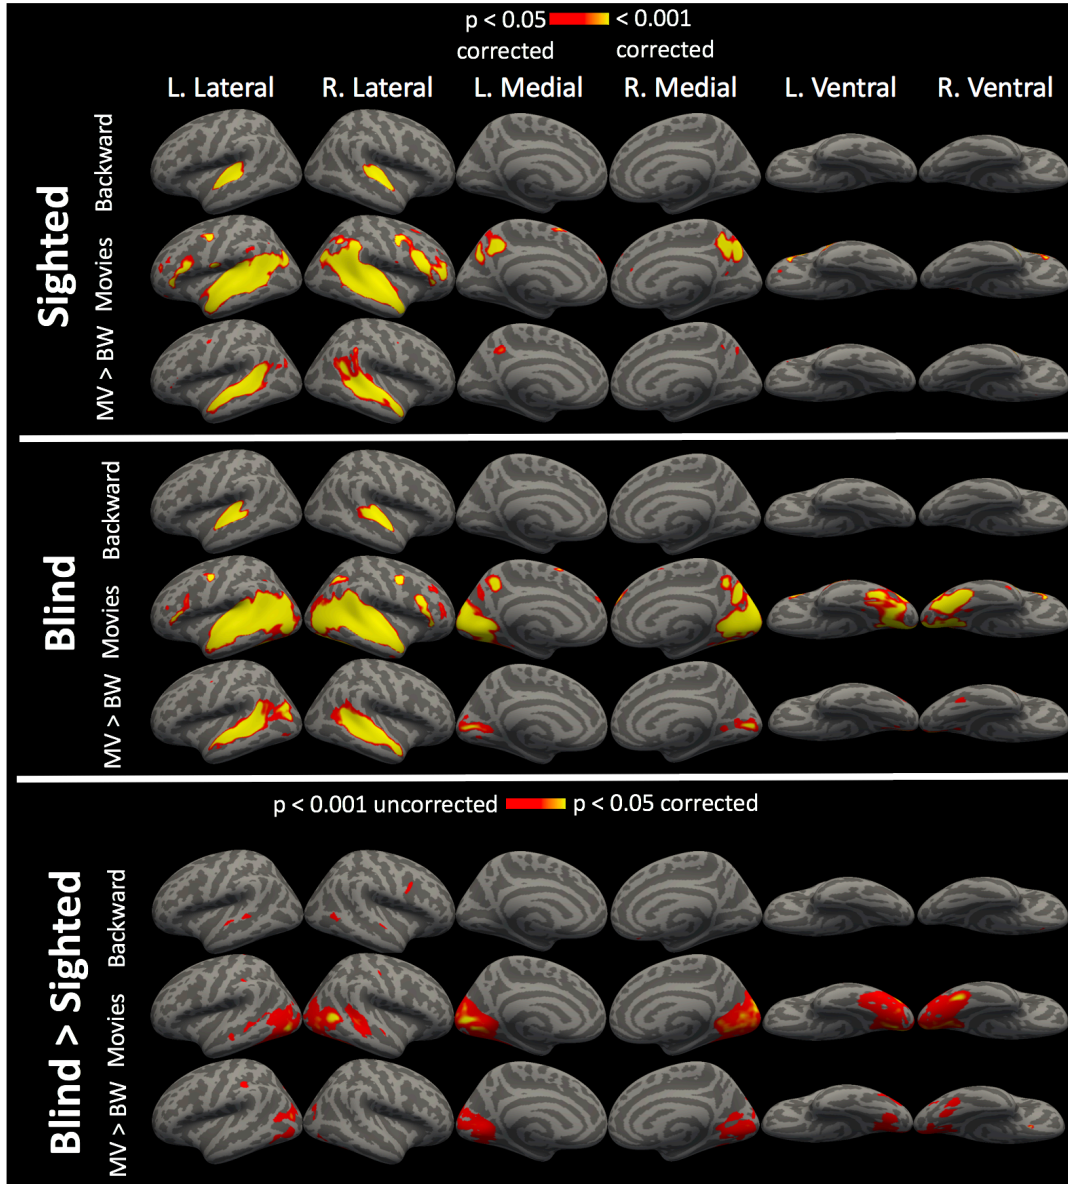 p < 0.05 < 0.001
corrected corrected
L. Lateral R. Lateral L. Medial R. Medial L. Ventral R. Ventral
Sighted
Backward
Movies
MV > BW
Blind
Backward
Movies
MV > BW
p < 0.001 uncorrected p < 0.05 corrected
Blind > Sighted
Backward
Movies
MV > BW